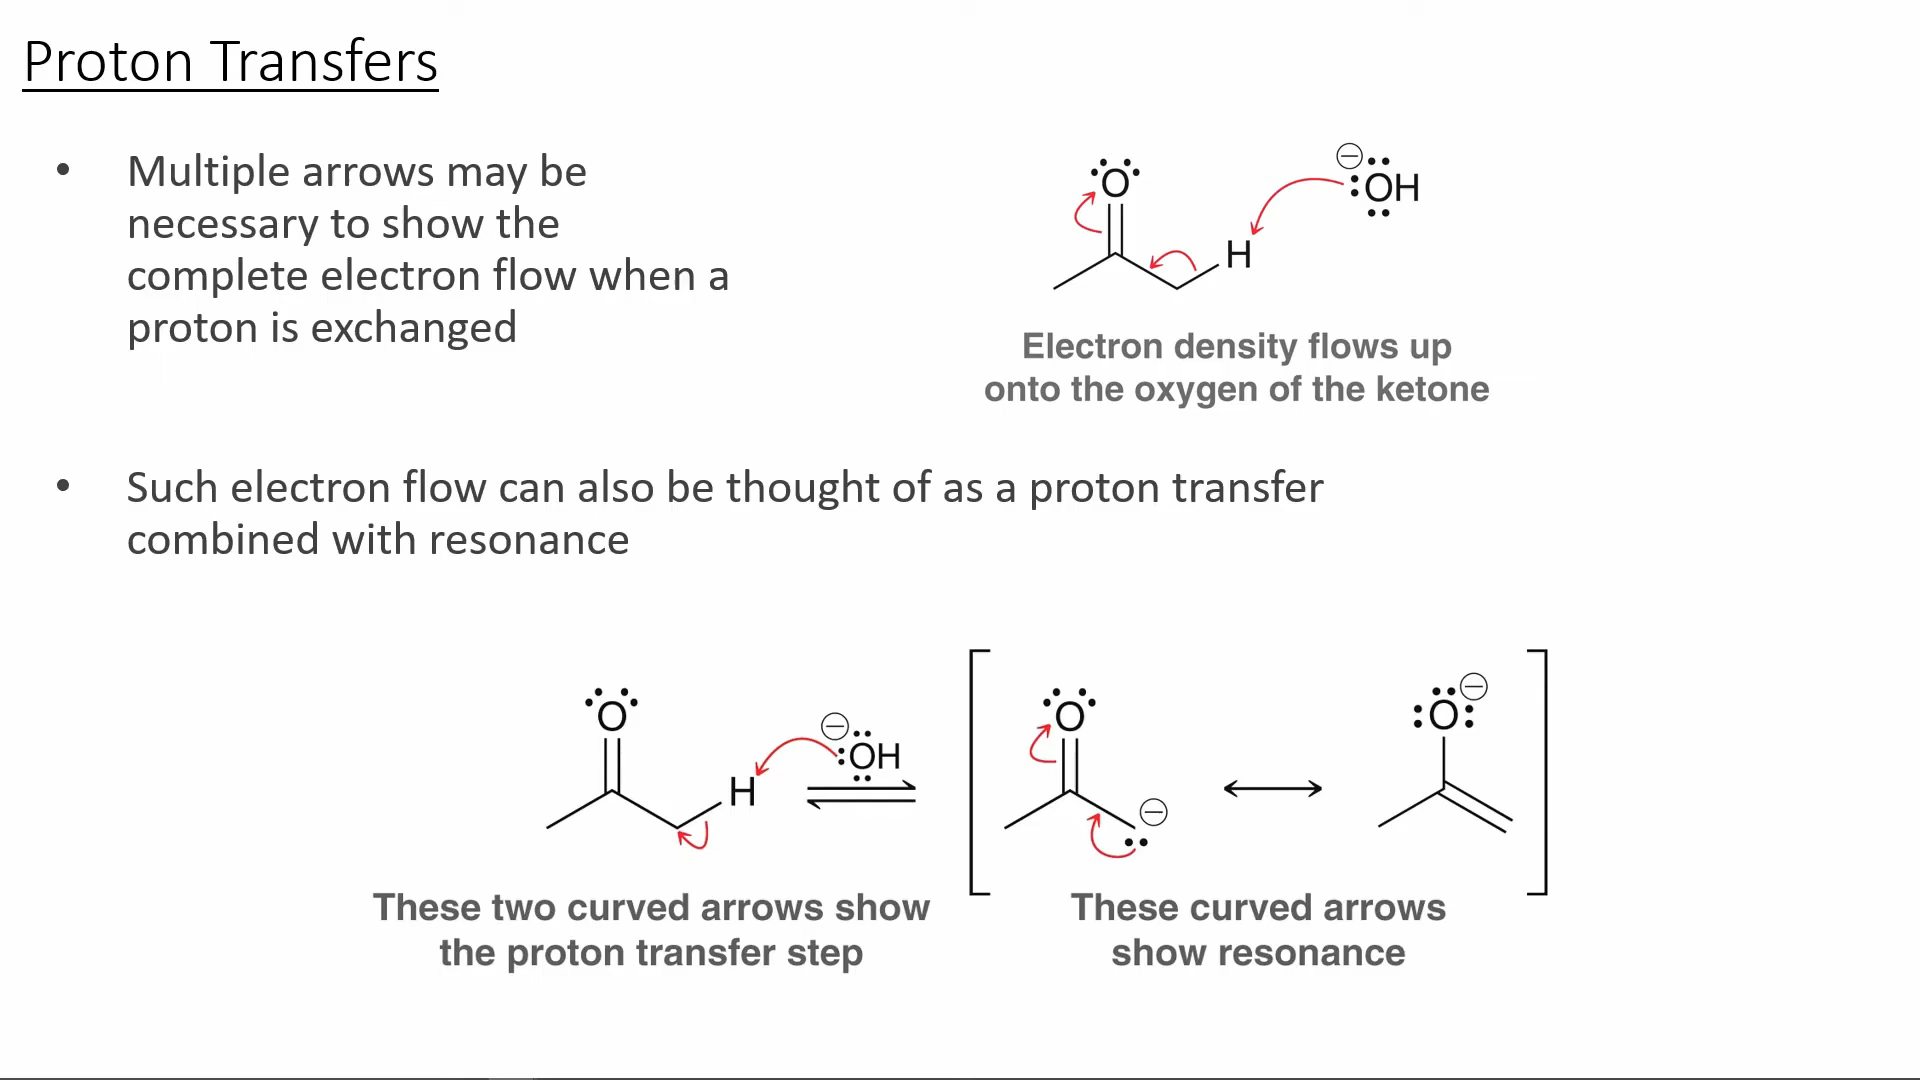 Proton Transfers
• Multiple arrows may be
necessary to show the
complete electron flow when a
proton is exchanged
O
H
⊖
OH
Electron density flows up
onto the oxygen of the ketone
• Such electron flow can also be thought of as a proton transfer
combined with resonance
O
H
⊖
OH
O
⊖
O
⊖
These two curved arrows show
the proton transfer step
These curved arrows
show resonance